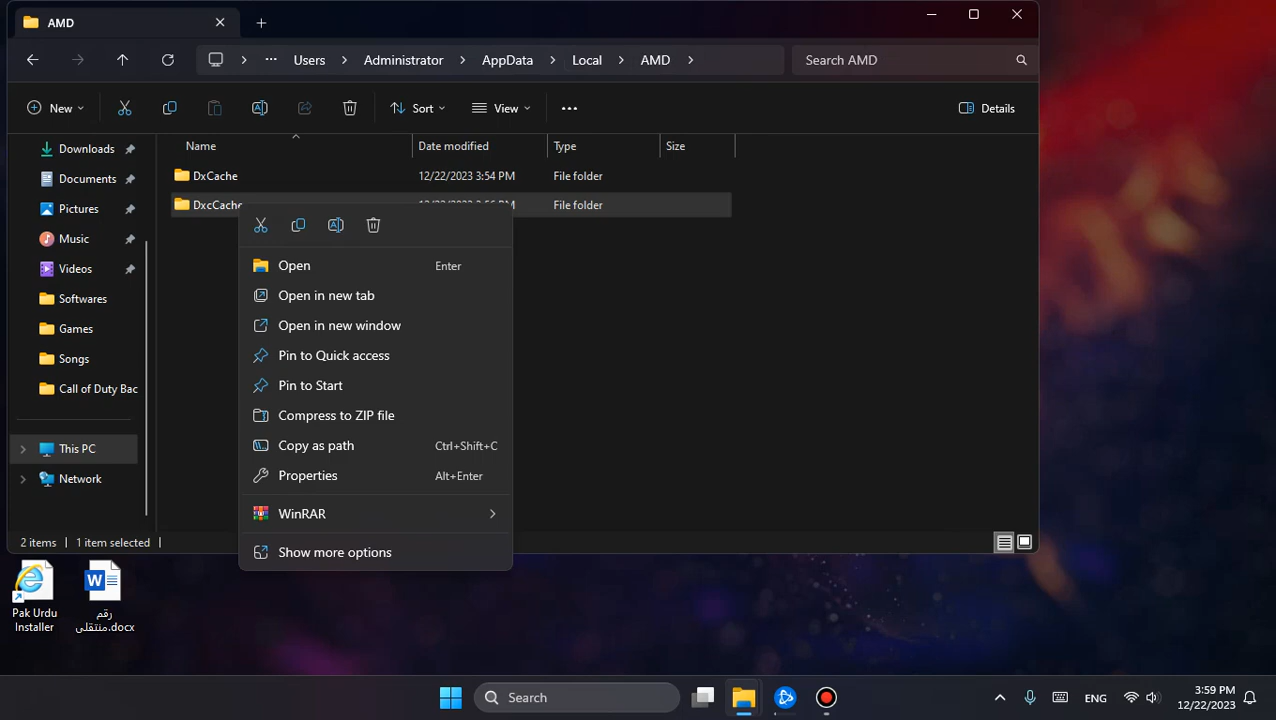 AMD
Users
Administrator
AppData
Local
AMD
Search AMD
New
Sort
View
Details
Name
Date modified
Type
Size
Downloads
Documents
Pictures
Music
Videos
Softwares
Games
Songs
Call of Duty Bac
This PC
Network
DxCache
12/22/2023 3:54 PM
File folder
DxcCache
File folder
Open
Enter
Open in new tab
Open in new window
Pin to Quick access
Pin to Start
Compress to ZIP file
Copy as path
Ctrl+Shift+C
Properties
Alt+Enter
WinRAR
Show more options
2 items
1 item selected
Pak Urdu
Installer
رقم
منتقلی.docx
Search
ENG
3:59 PM
12/22/2023